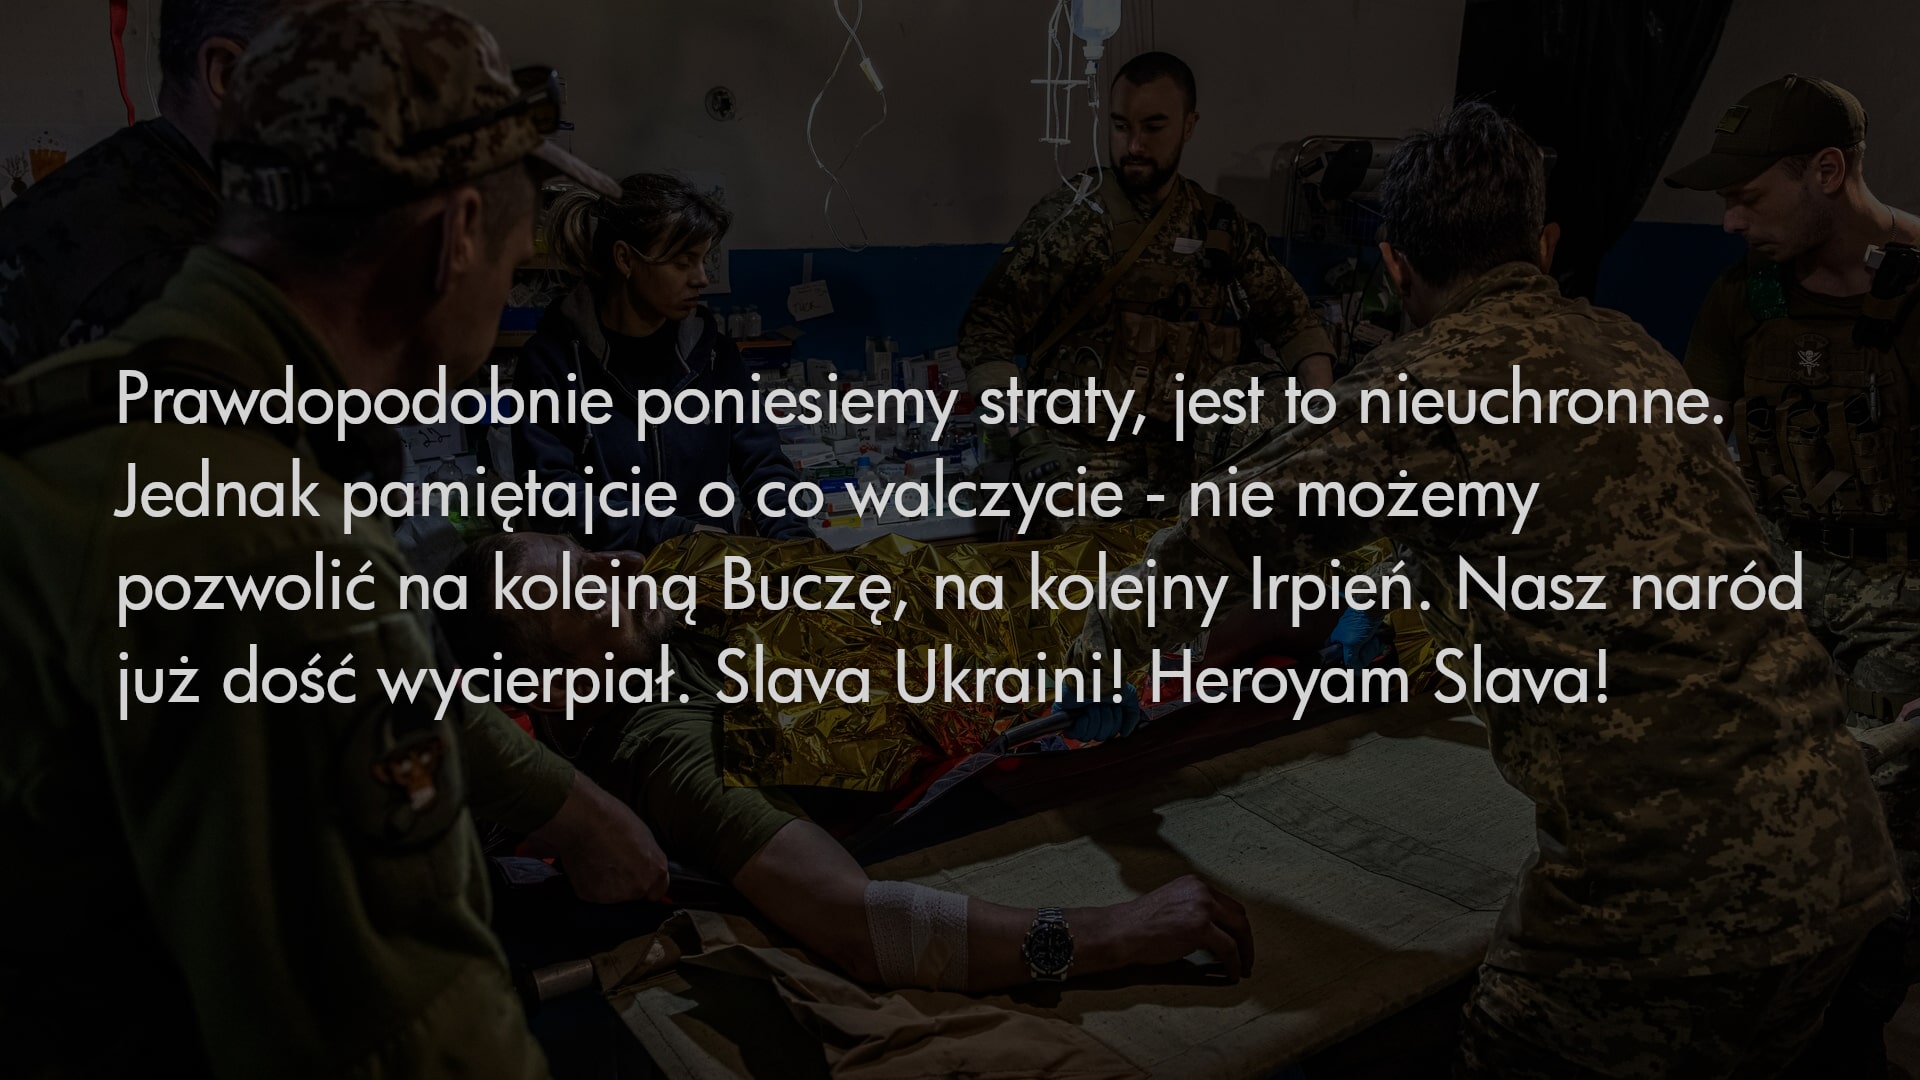 Prawdopodobnie poniesiemy straty, jest to nieuchronne.
Jednak pamiętajcie o co walczycie - nie możemy
pozwolić na kolejną Buczę, na kolejny Irpień. Nasz naród
już dość wycierpiał. Slava Ukraini! Heroyam Slava!